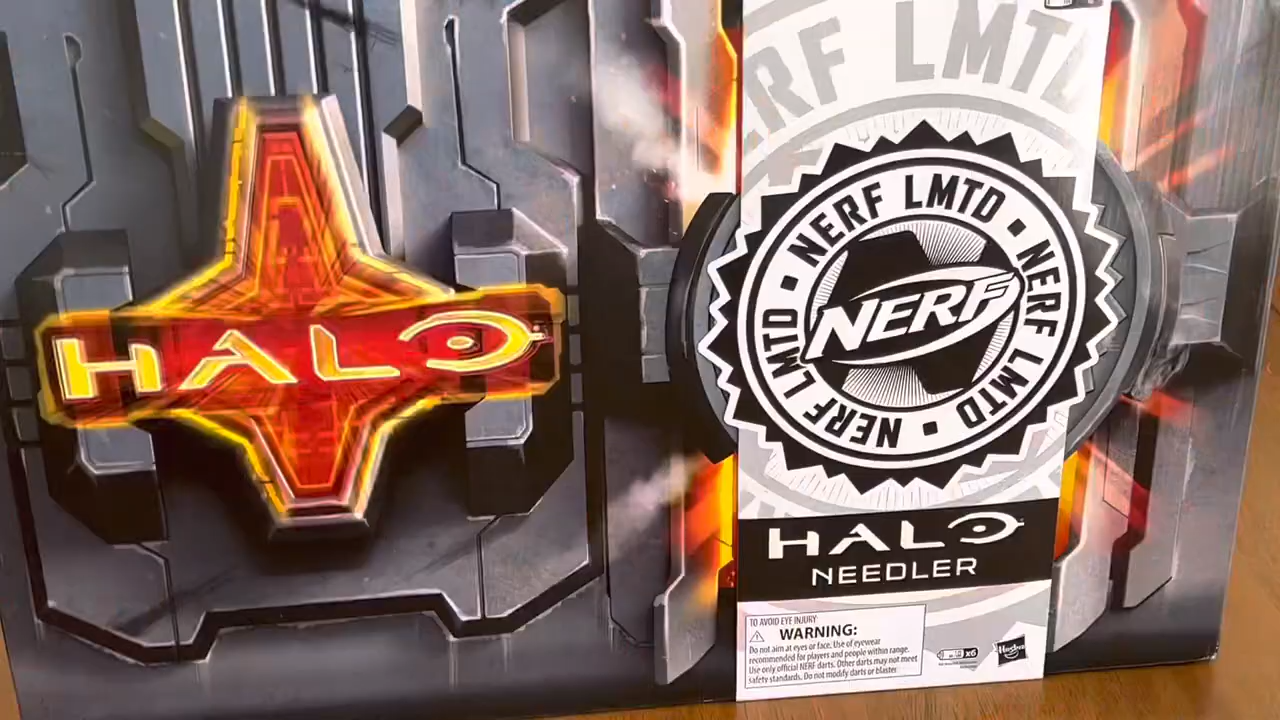 NERF LMTD
HALO
NERF LMTD • NERF LMTD • NERF LMTD • NERF LMTD •
NERF
HALO
NEEDLER
TO AVOID EYE INJURY:
WARNING:
Do not aim at eyes or face. Use of eyewear
recommended for players and people within range.
Use only official NERF darts. Other darts may not meet
safety standards. Do not modify darts or blaster.
x6
Hasbro